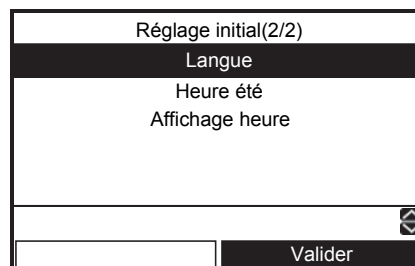 Réglage initial(2/2)
Langue
Heure été
Affichage heure
Valider